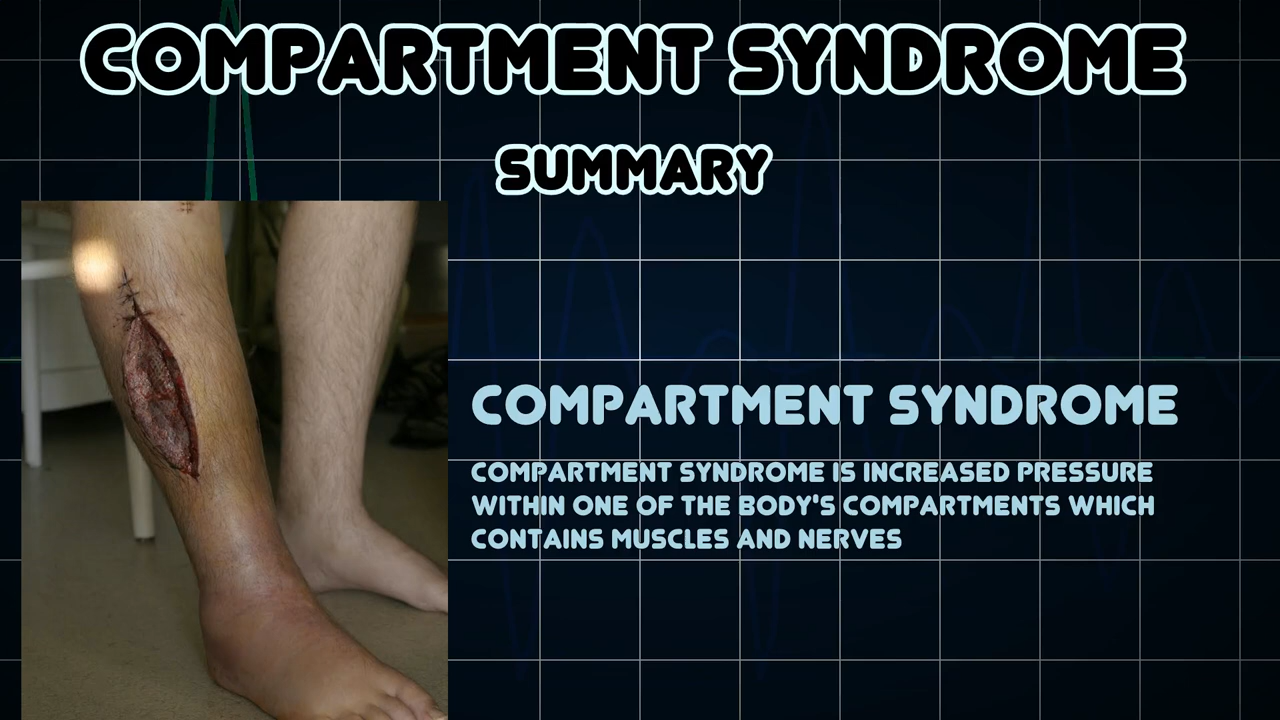 COMPARTMENT SYNDROME
SUMMARY
COMPARTMENT SYNDROME
COMPARTMENT SYNDROME IS INCREASED PRESSURE
WITHIN ONE OF THE BODY'S COMPARTMENTS WHICH
CONTAINS MUSCLES AND NERVES